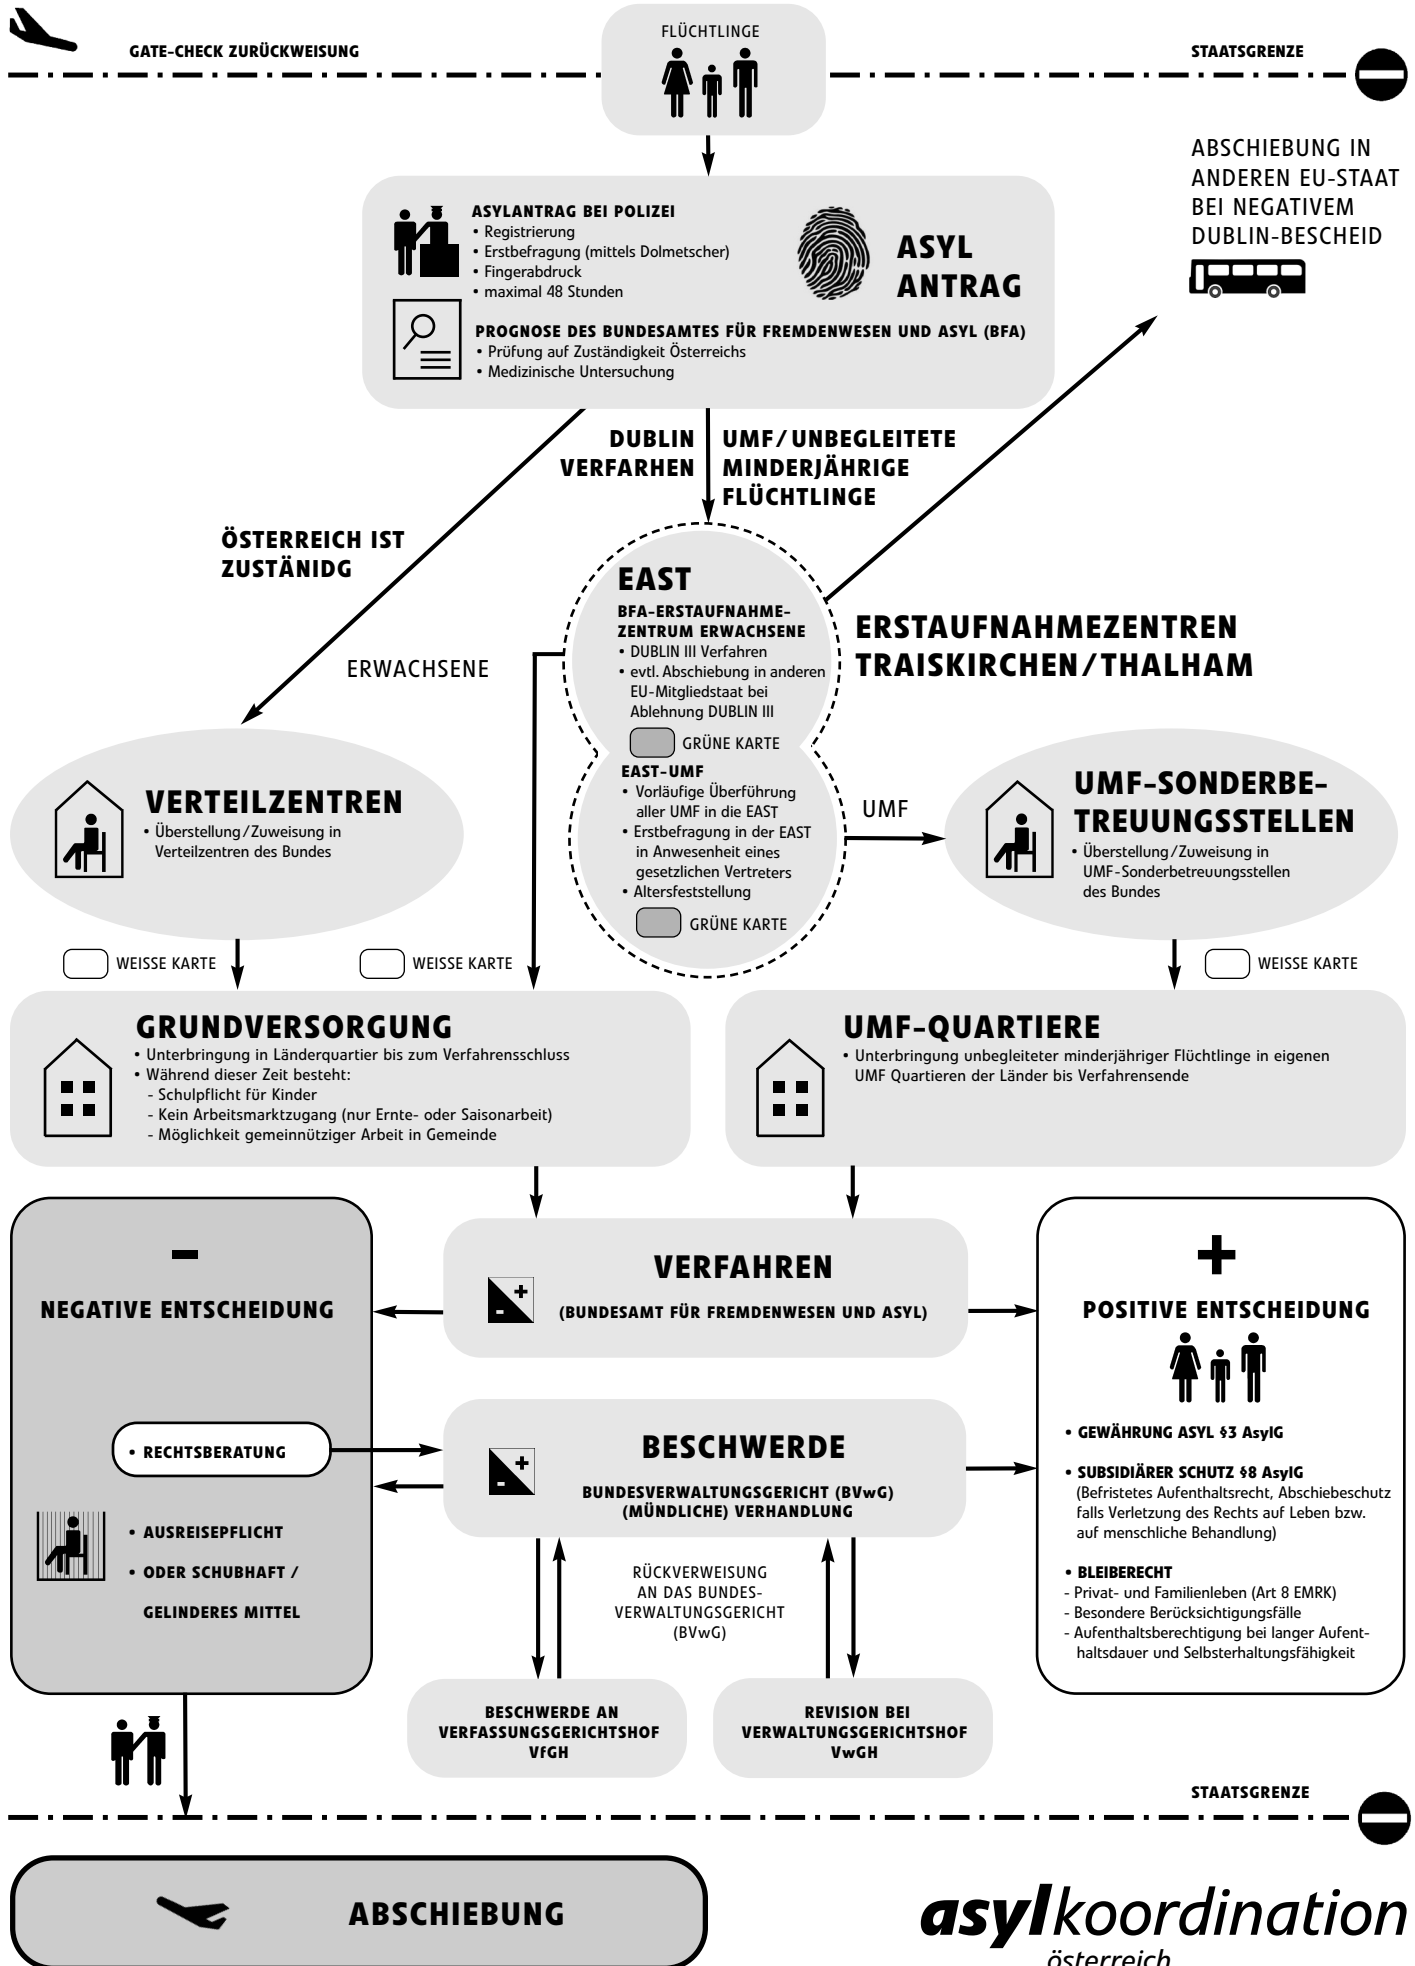 FLÜCHTLINGE
GATE-CHECK ZURÜCKWEISUNG
STAATSGRENZE
ABSCHIEBUNG IN
ANDEREN EU-STAAT
BEI NEGATIVEM
DUBLIN-BESCHEID
ASYLANTRAG BEI POLIZEI
• Registrierung
• Erstbefragung (mittels Dolmetscher)
• Fingerabdruck
• maximal 48 Stunden
ASYL
ANTRAG
PROGNOSE DES BUNDESAMTES FÜR FREMDENWESEN UND ASYL (BFA)
• Prüfung auf Zuständigkeit Österreichs
• Medizinische Untersuchung
DUBLIN
VERFARHEN
UMF/UNBEGLEITETE
MINDERJÄHRIGE
FLÜCHTLINGE
ÖSTERREICH IST
ZUSTÄNIDG
ERWACHSENE
EAST
BFA-ERSTAUFNAHME-
ZENTRUM ERWACHSENE
• DUBLIN III Verfahren
• evtl. Abschiebung in anderen
EU-Mitgliedstaat bei
Ablehnung DUBLIN III
GRÜNE KARTE
ERSTAUFNAHMEZENTREN
TRAISKIRCHEN/THALHAM
EAST-UMF
• Vorläufige Überführung
aller UMF in die EAST
• Erstbefragung in der EAST
in Anwesenheit eines
gesetzlichen Vertreters
• Altersfeststellung
GRÜNE KARTE
UMF
VERTEILZENTREN
• Überstellung/Zuweisung in
Verteilzentren des Bundes
UMF-SONDERBE-
TREUUNGSSTELLEN
• Überstellung/Zuweisung in
UMF-Sonderbetreuungsstellen
des Bundes
WEISSE KARTE
WEISSE KARTE
WEISSE KARTE
GRUNDVERSORGUNG
• Unterbringung in Länderquartier bis zum Verfahrensschluss
• Während dieser Zeit besteht:
- Schulpflicht für Kinder
- Kein Arbeitsmarktzugang (nur Ernte- oder Saisonarbeit)
- Möglichkeit gemeinnütziger Arbeit in Gemeinde
UMF-QUARTIERE
• Unterbringung unbegleiteter minderjähriger Flüchtlinge in eigenen
UMF Quartieren der Länder bis Verfahrensende
-
NEGATIVE ENTSCHEIDUNG
VERFAHREN
(BUNDESAMT FÜR FREMDENWESEN UND ASYL)
+
-
+
POSITIVE ENTSCHEIDUNG
• RECHTSBERATUNG
• AUSREISEPFLICHT
• ODER SCHUBHAFT /
GELINDERES MITTEL
BESCHWERDE
+
-
BUNDESVERWALTUNGSGERICHT (BVwG)
(MÜNDLICHE) VERHANDLUNG
• GEWÄHRUNG ASYL §3 AsylG
• SUBSIDIÄRER SCHUTZ §8 AsylG
(Befristetes Aufenthaltsrecht, Abschiebeschutz
falls Verletzung des Rechts auf Leben bzw.
auf menschliche Behandlung)
• BLEIBERECHT
- Privat- und Familienleben (Art 8 EMRK)
- Besondere Berücksichtigungsfälle
- Aufenthaltsberechtigung bei langer Aufent-
haltsdauer und Selbsterhaltungsfähigkeit
RÜCKVERWEISUNG
AN DAS BUNDES-
VERWALTUNGSGERICHT
(BVwG)
BESCHWERDE AN
VERFASSUNGSGERICHTSHOF
VfGH
REVISION BEI
VERWALTUNGSGERICHTSHOF
VwGH
STAATSGRENZE
ABSCHIEBUNG
asylkoordination
österreich